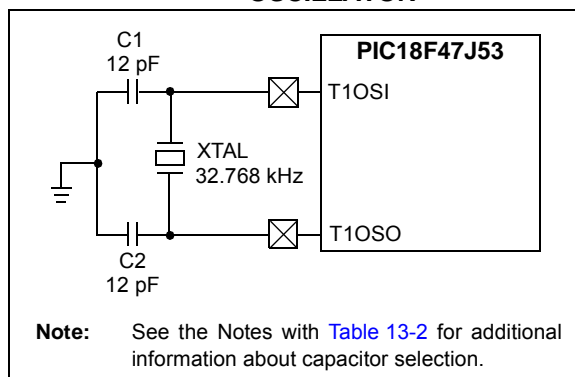 OSCILLATOR
C1
12 pF
PIC18F47J53
T1OSI
XTAL
32.768 kHz
T1OSO
C2
12 pF
Note: See the Notes with Table 13-2 for additional
information about capacitor selection.